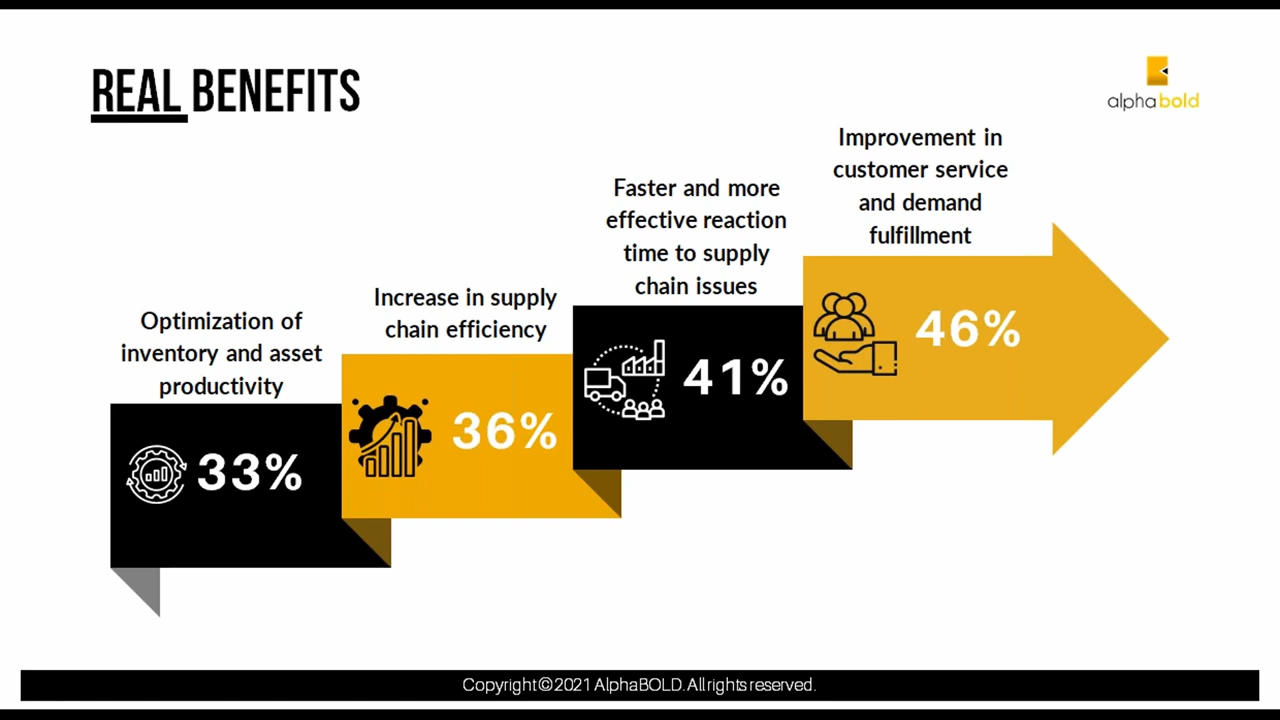 REAL BENEFITS
alphabold
Improvement in
customer service
and demand
fulfillment
Faster and more
effective reaction
time to supply
chain issues
Increase in supply
chain efficiency
Optimization of
inventory and asset
productivity
33%
36%
41%
46%
Copyright©2021 AlphaBOLD. All rights reserved.